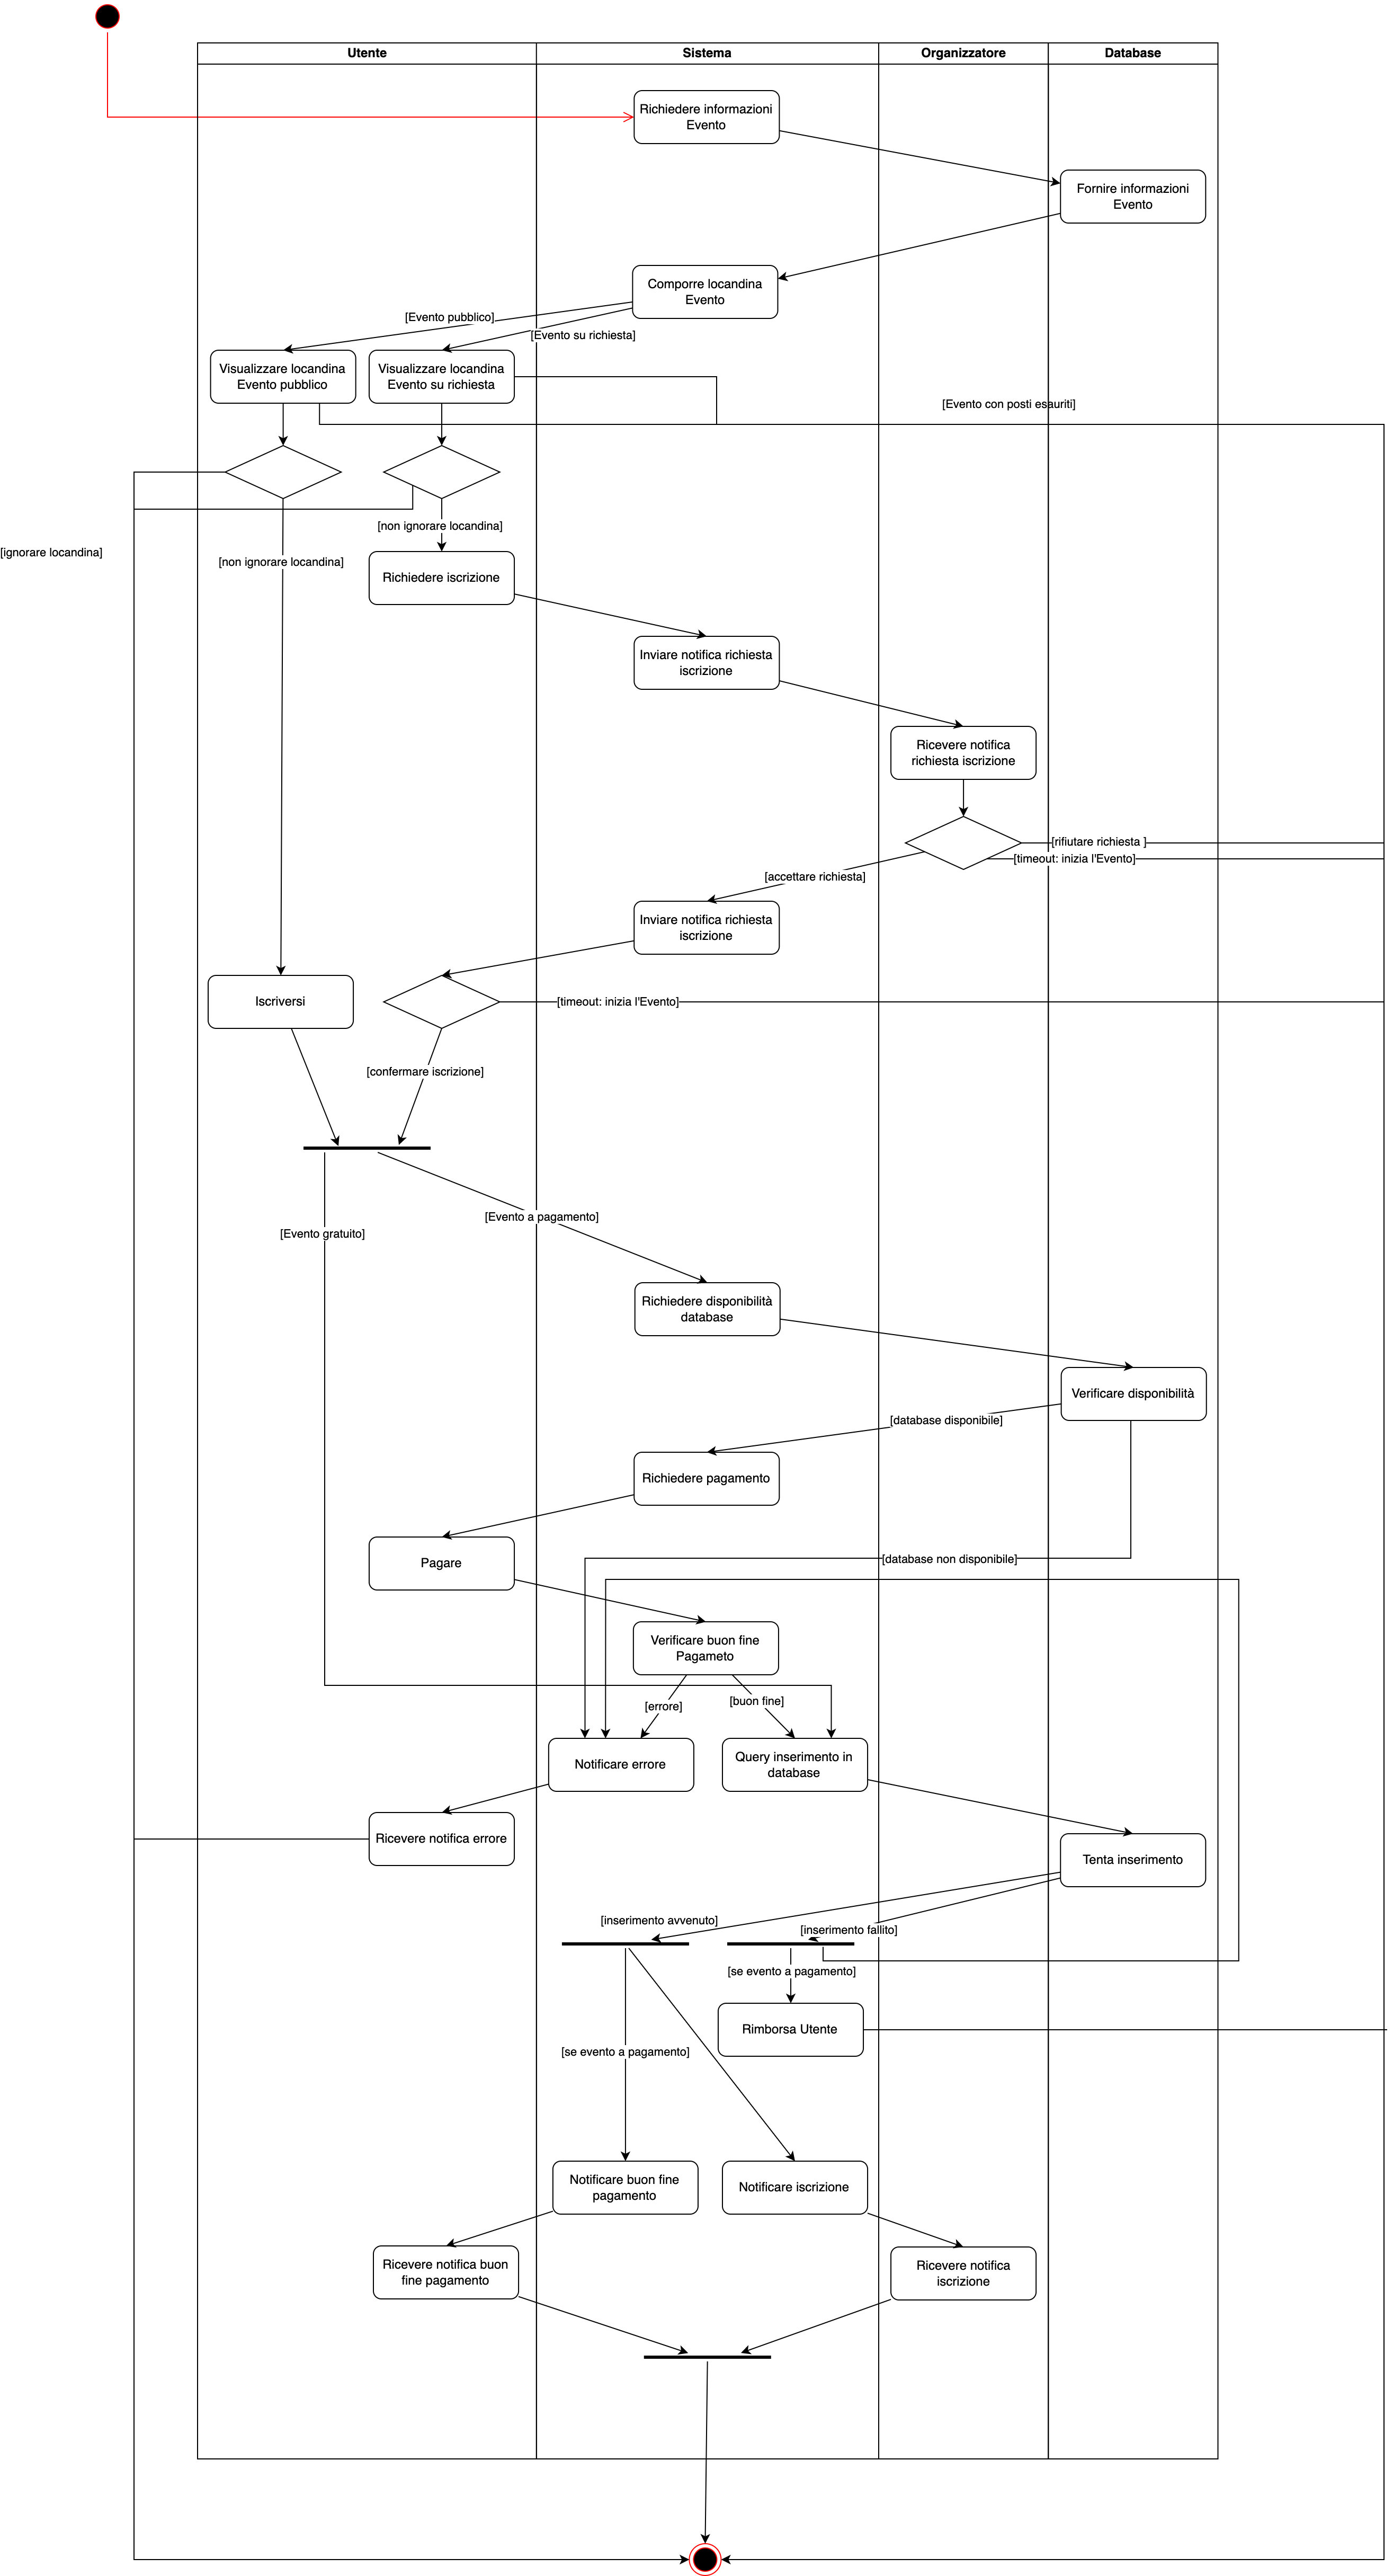 Utente
Sistema
Organizzatore
Database
Richiedere informazioni
Evento
Fornire informazioni
Evento
Comporre locandina
Evento
[Evento pubblico]
[Evento su richiesta]
Visualizzare locandina
Evento pubblico
Visualizzare locandina
Evento su richiesta
[Evento con posti esauriti]
[non ignorare locandina]
[ignorare locandina]
[non ignorare locandina]
Richiedere iscrizione
Inviare notifica richiesta
iscrizione
Ricevere notifica
richiesta iscrizione
[rifiutare richiesta ]
[timeout: inizia l'Evento]
[accettare richiesta]
Inviare notifica richiesta
iscrizione
Iscriversi
[timeout: inizia l'Evento]
[confermare iscrizione]
[Evento a pagamento]
[Evento gratuito]
Richiedere disponibilità
database
Verificare disponibilità
[database disponibile]
Richiedere pagamento
[database non disponibile]
Pagare
Verificare buon fine
Pagameto
[errore]
[buon fine]
Notificare errore
Query inserimento in
database
Ricevere notifica errore
Tenta inserimento
[inserimento avvenuto]
[inserimento fallito]
[se evento a pagamento]
Rimborsa Utente
[se evento a pagamento]
Notificare buon fine
pagamento
Notificare iscrizione
Ricevere notifica buon
fine pagamento
Ricevere notifica
iscrizione